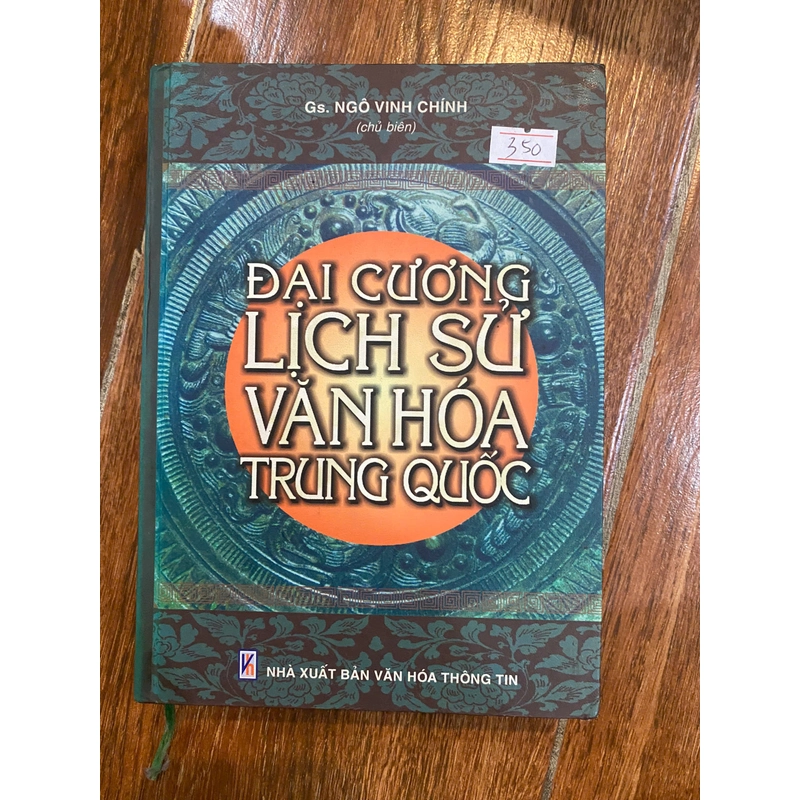 Gs. NGÔ VINH CHÍNH
(chủ biên)
350
ĐẠI CƯƠNG
LỊCH SỬ
VĂN HÓA
TRUNG QUỐC
NHÀ XUẤT BẢN VĂN HÓA THÔNG TIN